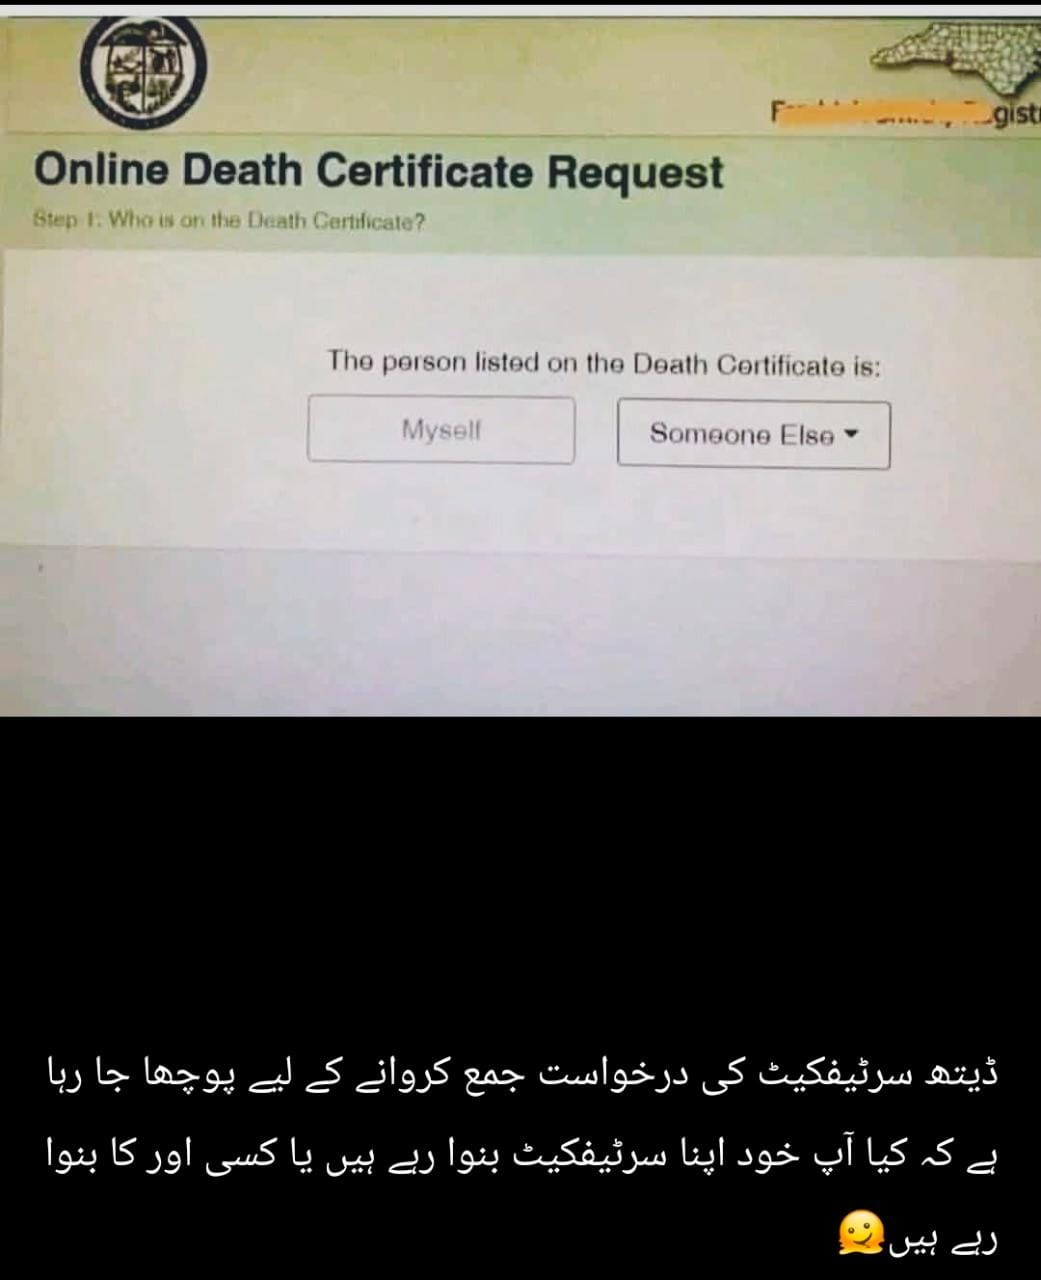 gist
Online Death Certificate Request
Step 1: Who is on the Death Certificate?
The person listed on the Death Certificate is:
Myself
Someone Else
ڈیتھ سرٹیفکیٹ کی درخواست جمع کروانے کے لیے پوچھا جا رہا
ہے کہ کیا آپ خود اپنا سرٹیفکیٹ بنوا رہے ہیں یا کسی اور کا بنوا
رہے ہیں🫠